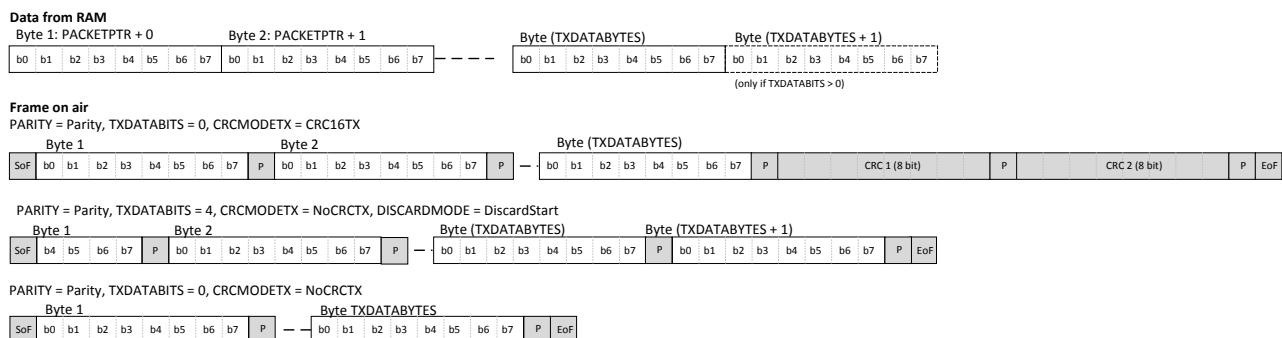 Data from RAM
Byte 1: PACKETPTR + 0 Byte 2: PACKETPTR + 1 Byte (TXDATABYTES) Byte (TXDATABYTES + 1)
b0 b1 b2 b3 b4 b5 b6 b7 b0 b1 b2 b3 b4 b5 b6 b7 b0 b1 b2 b3 b4 b5 b6 b7 b0 b1 b2 b3 b4 b5 b6 b7
(only if TXDATABITS > 0)
Frame on air
PARITY = Parity, TXDATABITS = 0, CRCMODETX = CRC16TX
Byte 1 Byte 2 Byte (TXDATABYTES)
SoF b0 b1 b2 b3 b4 b5 b6 b7 P b0 b1 b2 b3 b4 b5 b6 b7 P b0 b1 b2 b3 b4 b5 b6 b7 P CRC 1 (8 bit) P CRC 2 (8 bit) P EoF
PARITY = Parity, TXDATABITS = 4, CRCMODETX = NoCRCTX, DISCARDMODE = DiscardStart
Byte 1 Byte 2 Byte (TXDATABYTES) Byte (TXDATABYTES + 1)
SoF b4 b5 b6 b7 P b0 b1 b2 b3 b4 b5 b6 b7 P b0 b1 b2 b3 b4 b5 b6 b7 P b0 b1 b2 b3 b4 b5 b6 b7 P EoF
PARITY = Parity, TXDATABITS = 0, CRCMODETX = NoCRCTX
Byte 1 Byte TXDATABYTES
SoF b0 b1 b2 b3 b4 b5 b6 b7 P b0 b1 b2 b3 b4 b5 b6 b7 P EoF